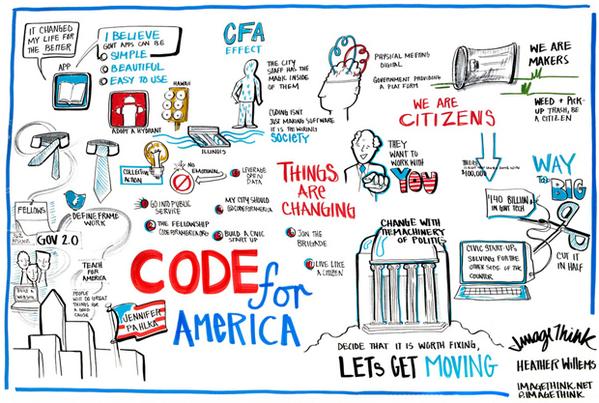 IT CHANGED
MY LIFE FOR
THE BETTER
APP
I BELIEVE
GOVT APPS CAN BE
SIMPLE
BEAUTIFUL
EASY TO USE
ADOPT A HYDRANT
HAWAII
CFA
EFFECT
THE CITY
STAFF HAS THE
MAGIC INSIDE
OF THEM
CODING ISN'T
JUST MAKING SOFTWARE
SOCIETY
ILLINOIS
PHYSICAL MEETING
DIGITAL
GOVERNMENT PROVIDING
A PLAY FORM
WE ARE
CITIZENS
WE ARE
MAKERS
WEED + PICK-
UP TRASH, BE
A CITIZEN
THEY
WANT TO
WORK WITH
YOU
$100,000
WAY
TOO BIG
$140 BILLION
IN GOVT TECH
CUT IT
IN HALF
FELLOWS
DEFINE FRAME
WORK
GOV 2.0
TEACH
FOR
AMERICA
PEOPLE
WILL DO GREAT
THINGS FOR
A GOOD
CAUSE
COLLECTIVE
ACTION
NO
EMOTIONAL
GO INTO PUBLIC
SERVICE
THE FELLOWSHIP
CODEFORAMERICA.ORG
LEVERAGE
OPEN
DATA
MY CITY SHOULD
@CODEFORAMERICA
BUILD A CIVIC
START UP
THINGS
ARE
CHANGING
JOIN THE
BRIGADE
LIVE LIKE
A CITIZEN
CODE for
AMERICA
JENNIFER
PAHLKA
CHANGE WITH
THE MACHINERY
OF POLITICS
CIVIC START-UPS
SOLVING FOR THE
OTHER SIDE OF THE
COUNTER
DECIDE THAT IT IS WORTH FIXING,
LETS GET MOVING
ImageThink
HEATHER WILLEMS
IMAGETHINK.NET
@IMAGETHINK